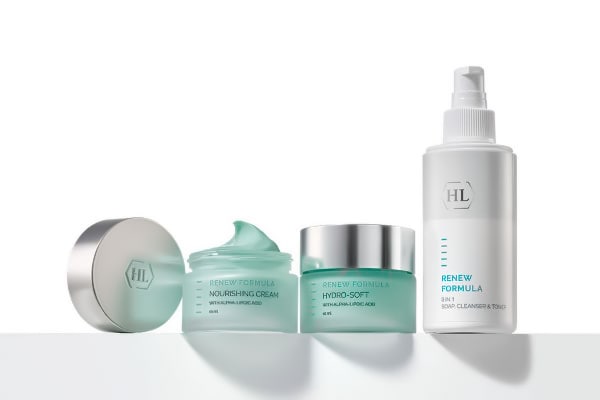 HL
RENEW FORMULA
NOURISHING CREAM
WITH ALPHA-LIPOIC ACID
RENEW FORMULA
HYDRO-SOFT
WITH ALPHA-LIPOIC ACID
HL
RENEW
FORMULA
3 IN 1
SOAP, CLEANSER & TONER